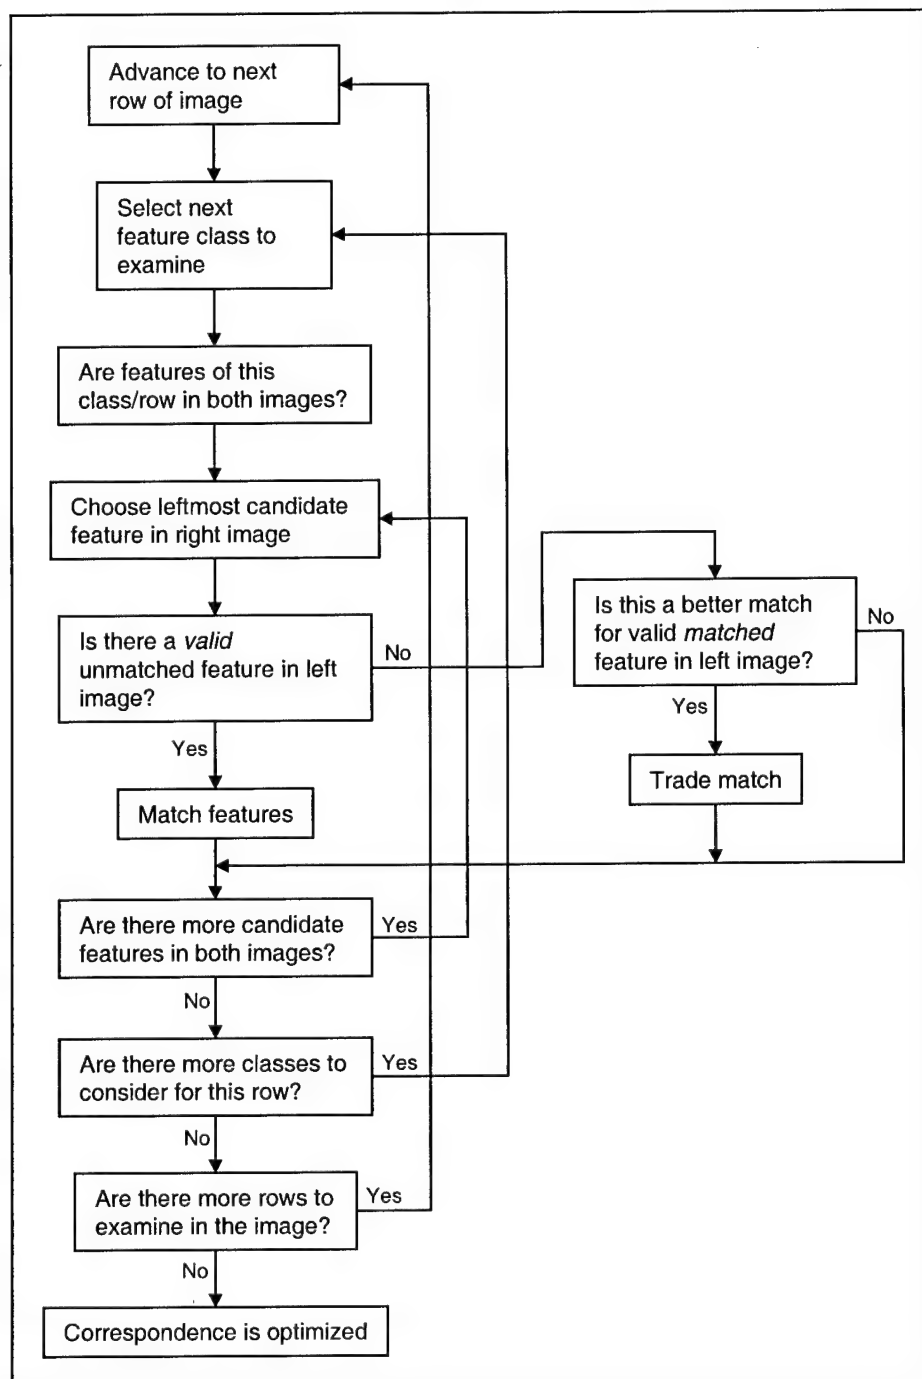 Advance to next
row of image
Select next
feature class to
examine
Are features of this
class/row in both images?
Choose leftmost candidate
feature in right image
Is there a valid
unmatched feature in left
image?
No
Is this a better match
for valid matched
feature in left image?
No
Yes
Yes
Trade match
Match features
Are there more candidate
features in both images?
Yes
No
Are there more classes to
consider for this row?
Yes
No
Are there more rows to
examine in the image?
Yes
No
Correspondence is optimized